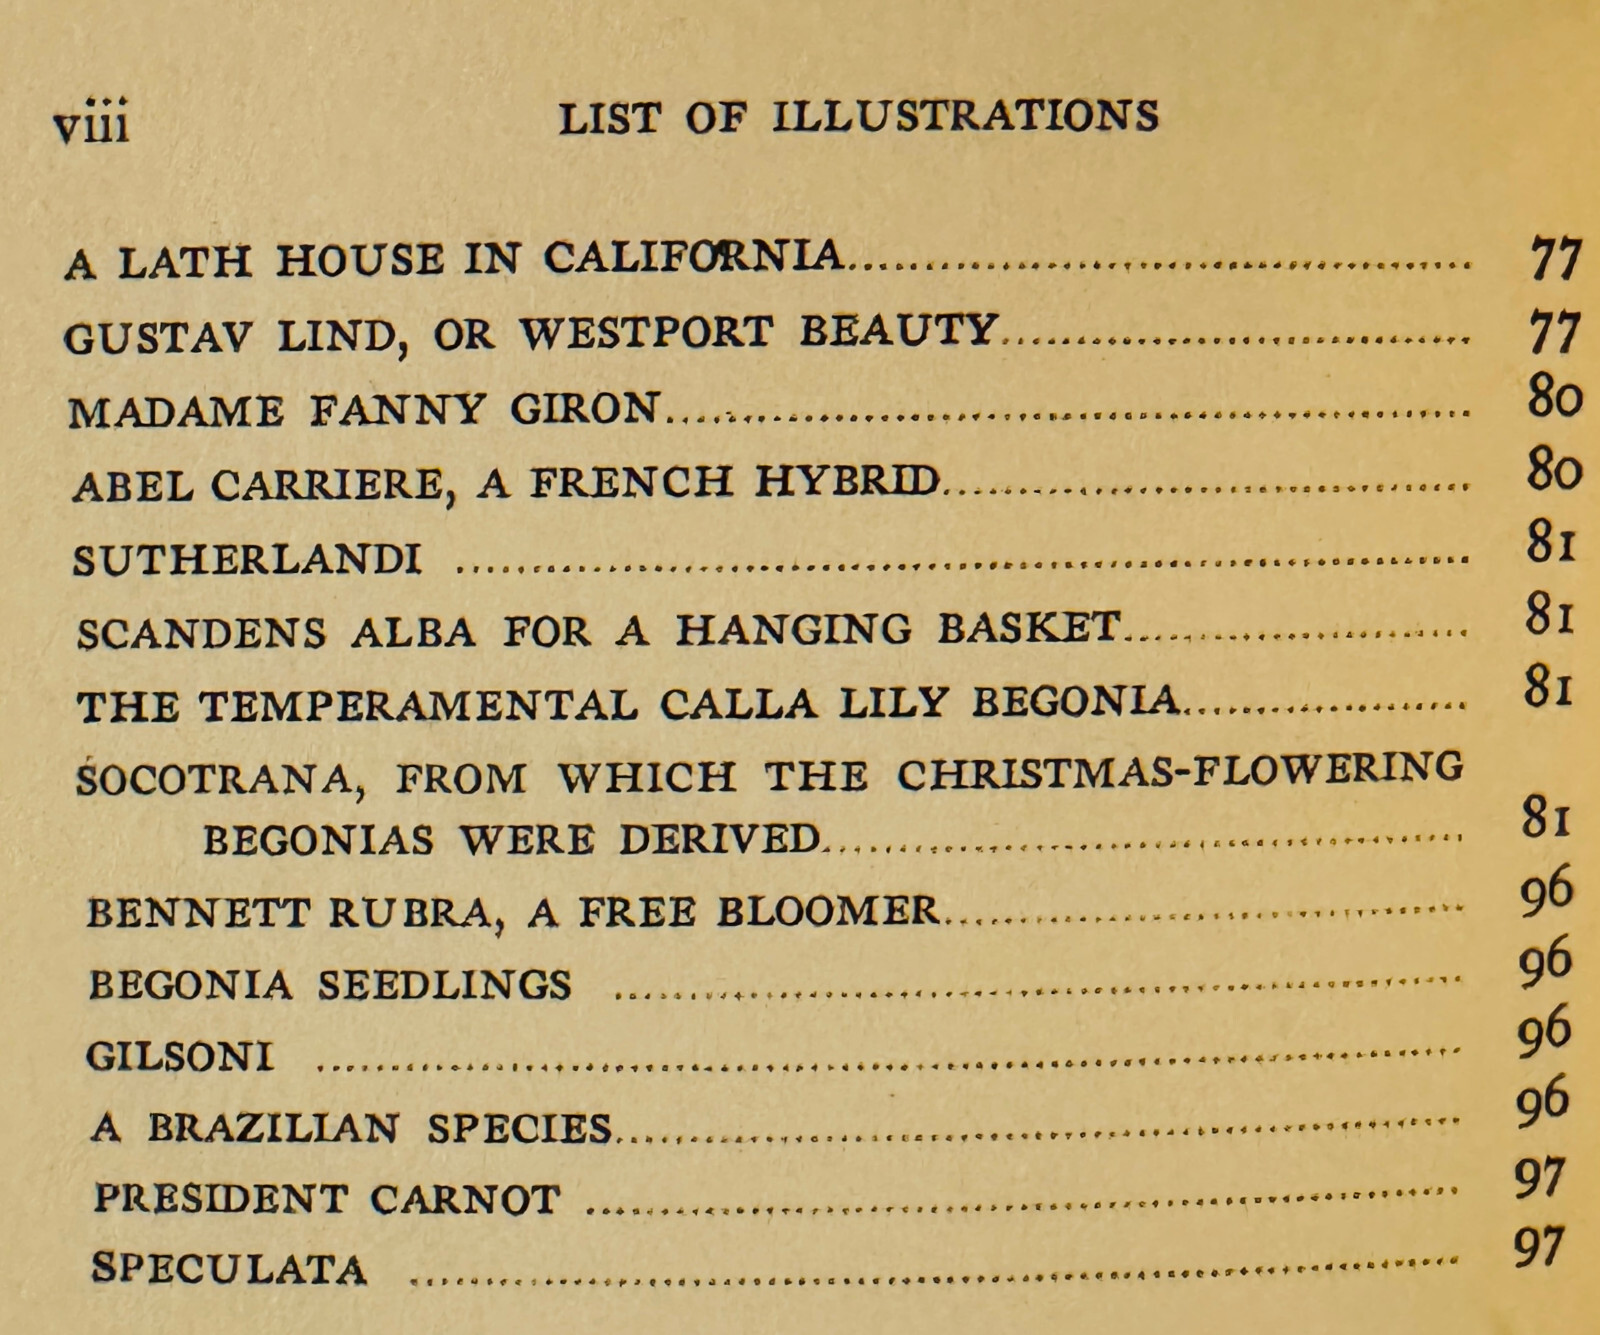 viii LIST OF ILLUSTRATIONS
A LATH HOUSE IN CALIFORNIA.......................................... 77
GUSTAV LIND, OR WESTPORT BEAUTY................................ 77
MADAME FANNY GIRON..................................................... 80
ABEL CARRIERE, A FRENCH HYBRID.................................... 80
SUTHERLANDI .................................................................... 81
SCANDENS ALBA FOR A HANGING BASKET....................... 81
THE TEMPERAMENTAL CALLA LILY BEGONIA................... 81
SOCOTRANA, FROM WHICH THE CHRISTMAS-FLOWERING
BEGONIAS WERE DERIVED........................................... 81
BENNETT RUBRA, A FREE BLOOMER................................... 96
BEGONIA SEEDLINGS ......................................................... 96
GILSONI ............................................................................. 96
A BRAZILIAN SPECIES......................................................... 96
PRESIDENT CARNOT ........................................................... 97
SPECULATA ....................................................................... 97